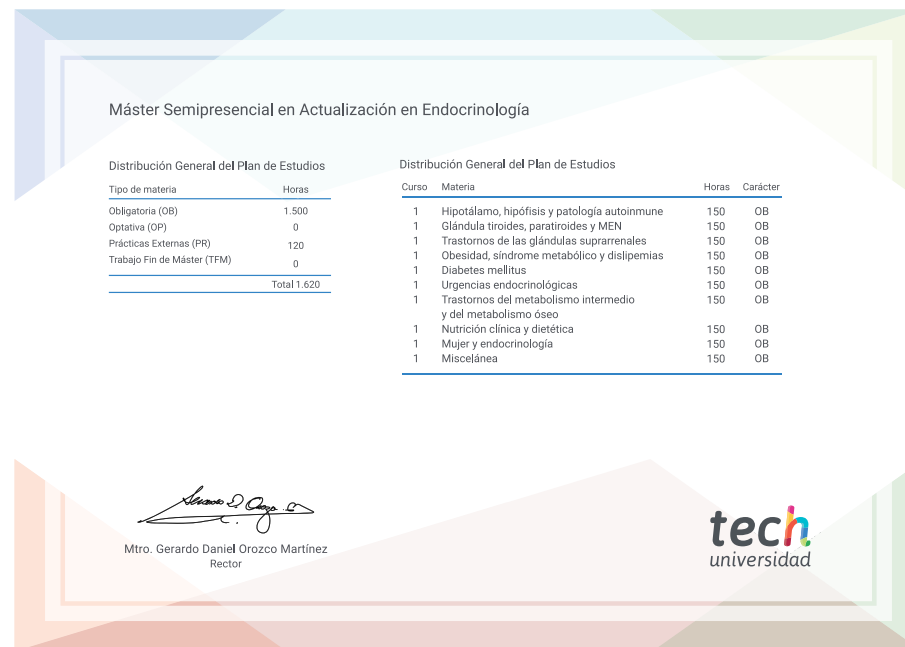 Máster Semipresencial en Actualización en Endocrinología
Distribución General del Plan de Estudios
Tipo de materia Horas
Obligatoria (OB) 1.500
Optativa (OP) 0
Prácticas Externas (PR) 120
Trabajo Fin de Máster (TFM) 0
Total 1.620
Distribución General del Plan de Estudios
Curso Materia Horas Carácter
1 Hipotálamo, hipófisis y patología autoinmune 150 OB
1 Glándula tiroides, paratiroides y MEN 150 OB
1 Trastornos de las glándulas suprarrenales 150 OB
1 Obesidad, síndrome metabólico y dislipemias 150 OB
1 Diabetes mellitus 150 OB
1 Urgencias endocrinológicas 150 OB
1 Trastornos del metabolismo intermedio 150 OB
y del metabolismo óseo
1 Nutrición clínica y dietética 150 OB
1 Mujer y endocrinología 150 OB
1 Miscelánea 150 OB
Mtro. Gerardo Daniel Orozco Martínez
Rector
tech
universidad